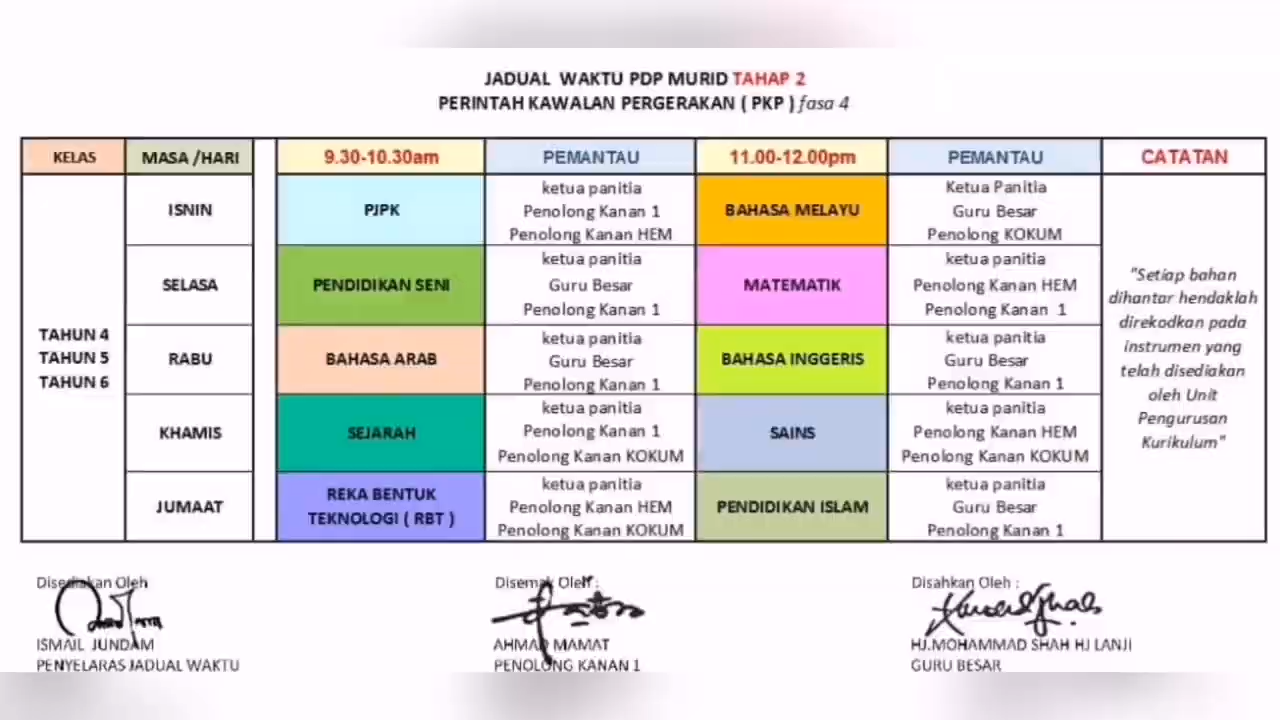 JADUAL WAKTU PDP MURID TAHAP 2
PERINTAH KAWALAN PERGERAKAN ( PKP ) fasa 4
KELAS MASA /HARI 9.30-10.30am PEMANTAU 11.00-12.00pm PEMANTAU CATATAN
TAHUN 4
TAHUN 5
TAHUN 6
ISNIN
PJPK
ketua panitia
Penolong Kanan 1
Penolong Kanan HEM
BAHASA MELAYU
Ketua Panitia
Guru Besar
Penolong KOKUM
SELASA
PENDIDIKAN SENI
ketua panitia
Guru Besar
Penolong Kanan 1
MATEMATIK
ketua panitia
Penolong Kanan HEM
Penolong Kanan 1
RABU
BAHASA ARAB
ketua panitia
Guru Besar
Penolong Kanan 1
BAHASA INGGERIS
ketua panitia
Guru Besar
Penolong Kanan 1
KHAMIS
SEJARAH
ketua panitia
Penolong Kanan 1
Penolong Kanan KOKUM
SAINS
ketua panitia
Penolong Kanan HEM
Penolong Kanan KOKUM
JUMAAT
REKA BENTUK
TEKNOLOGI ( RBT )
ketua panitia
Penolong Kanan HEM
Penolong Kanan KOKUM
PENDIDIKAN ISLAM
ketua panitia
Guru Besar
Penolong Kanan 1
"Setiap bahan
dihantar hendaklah
direkodkan pada
instrumen yang
telah disediakan
oleh Unit
Pengurusan
Kurikulum"
Disediakan Oleh
ISMAIL JUNDAM
PENYELARAS JADUAL WAKTU
Disemak Oleh :
AHMAD MAMAT
PENOLONG KANAN 1
Disahkan Oleh :
HJ.MOHAMMAD SHAH HJ LANJI
GURU BESAR